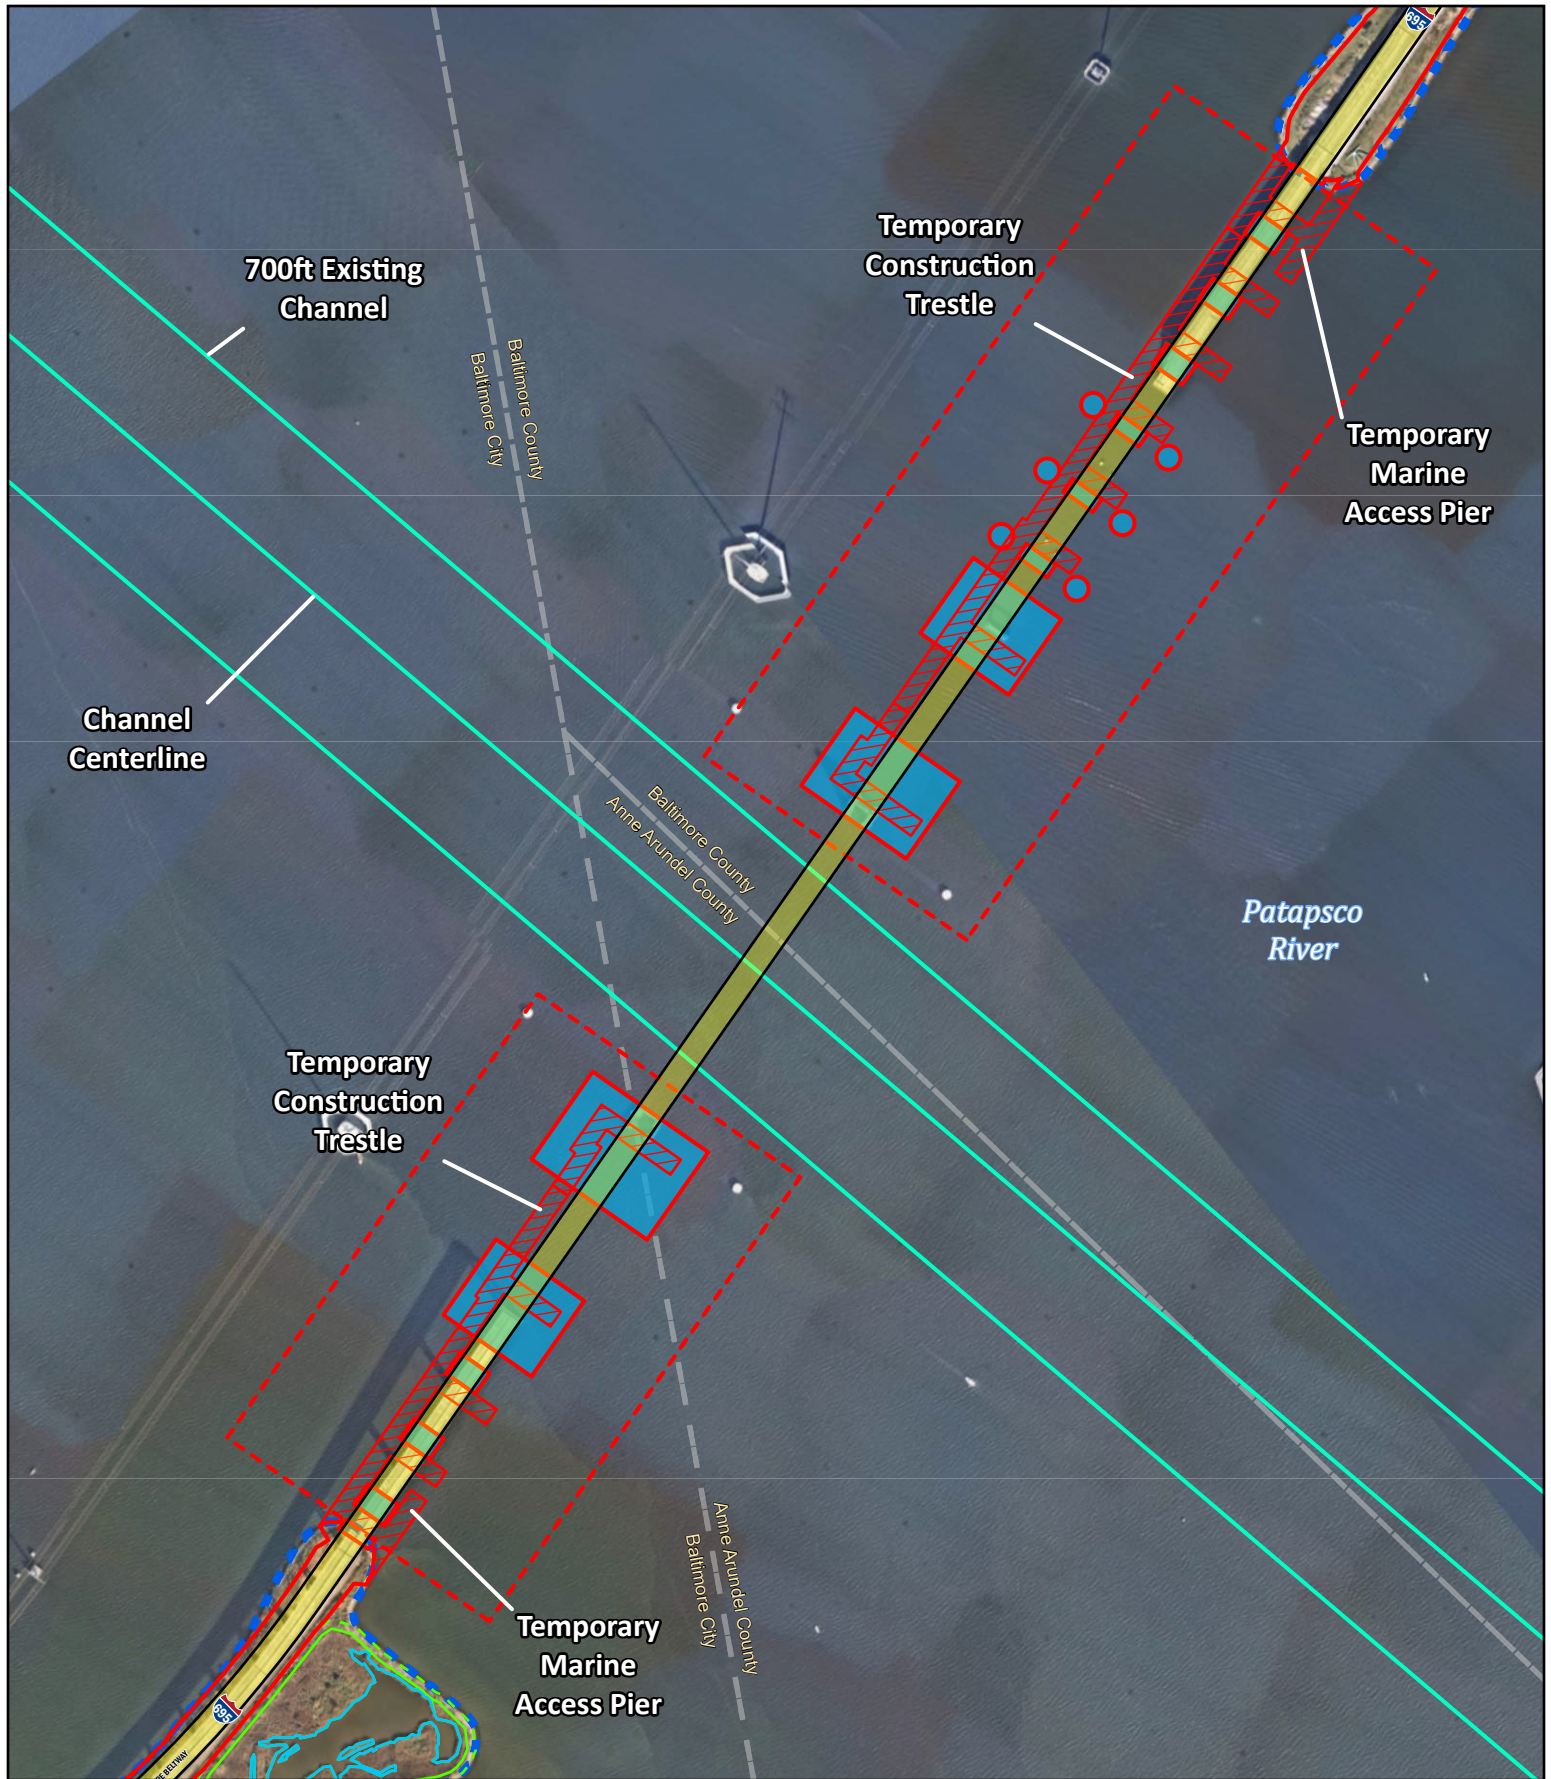 695
Temporary
Construction
Trestle
700ft Existing
Channel
Baltimore County
Baltimore City
Temporary
Marine
Access Pier
Channel
Centerline
Baltimore County
Anne Arundel County
Patapsco
River
Temporary
Construction
Trestle
Anne Arundel County
Baltimore City
Temporary
Marine
Access Pier
695
BELTWAY